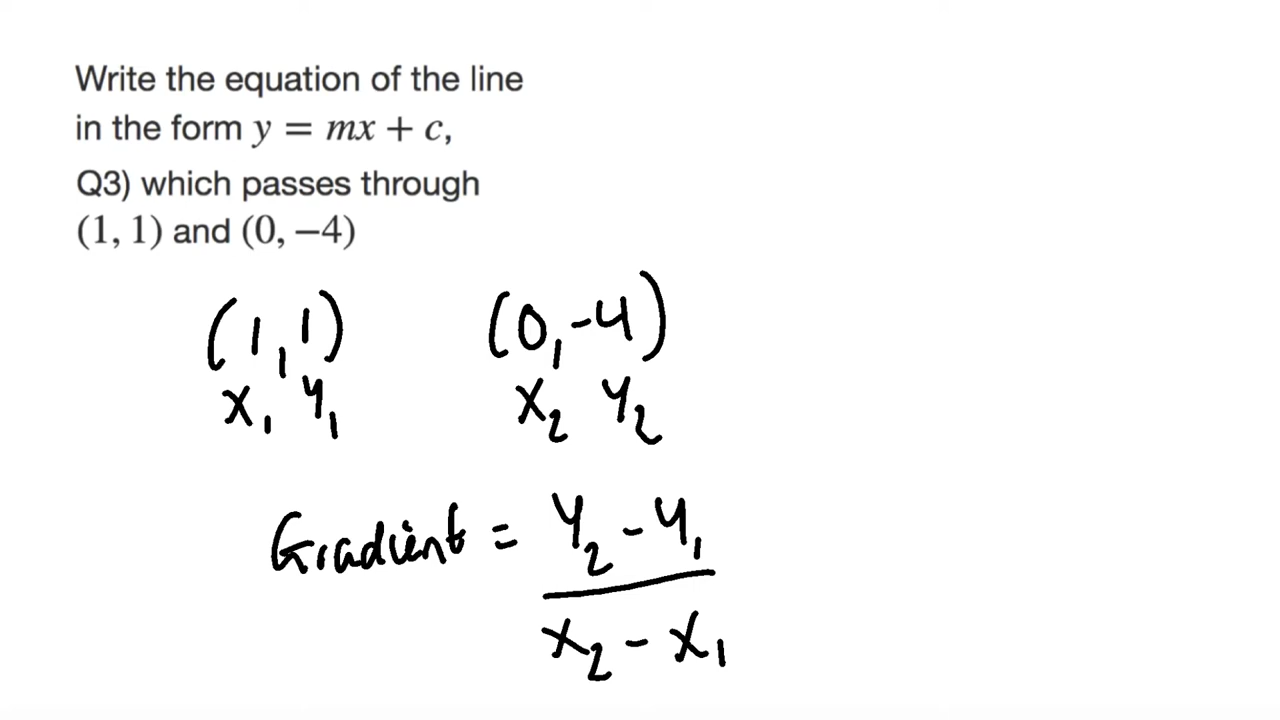 Write the equation of the line
in the form y = mx + c,
Q3) which passes through
(1, 1) and (0, −4)
(1, 1) (0, -4)
x₁ y₁ x₂ y₂
Gradient = y₂ - y₁
x₂ - x₁